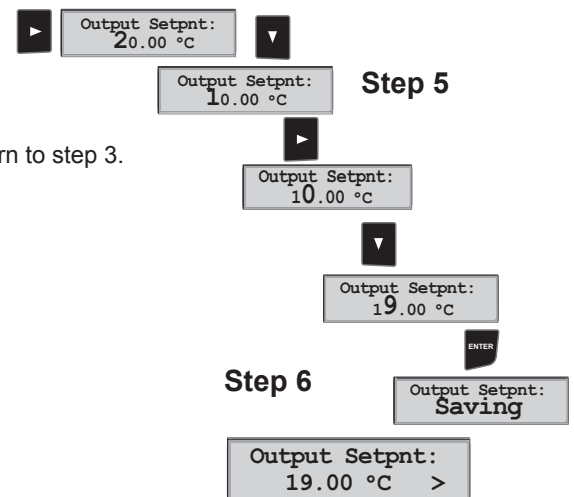 Output Setpnt:
20.00 °C
Output Setpnt:
10.00 °C
Step 5
rn to step 3.
Output Setpnt:
10.00 °C
Output Setpnt:
19.00 °C
ENTER
Step 6
Output Setpnt:
Saving
Output Setpnt:
19.00 °C >